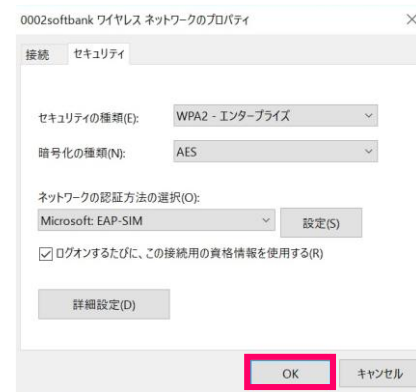 0002softbank ワイヤレス ネットワークのプロパティ
接続 セキュリティ
セキュリティの種類(E): WPA2 - エンタープライズ
暗号化の種類(N): AES
ネットワークの認証方法の選択(O):
Microsoft: EAP-SIM 設定(S)
ログオンするたびに、この接続用の資格情報を使用する(R)
詳細設定(D)
OK キャンセル